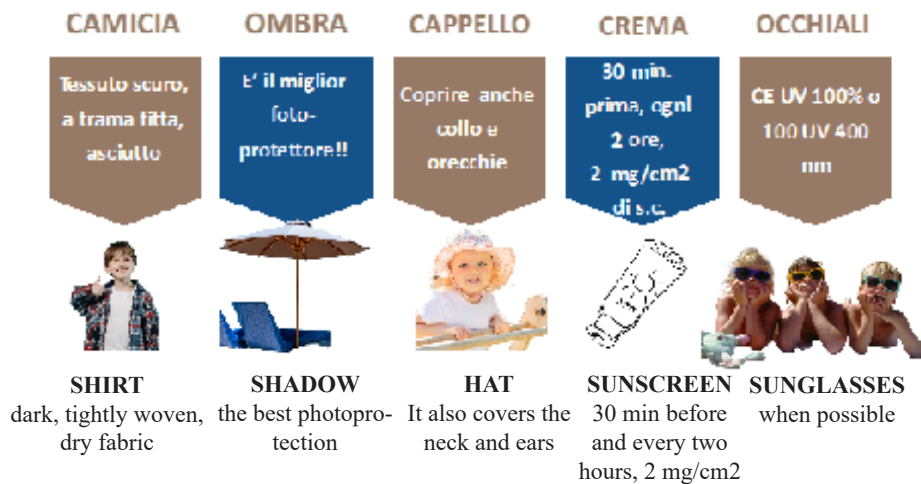 CAMICIA
Tessuto scuro,
a trama fitta,
asciutto
OMBRA
E' il miglior
foto-
protettore!!
CAPPELLO
Coprire anche
collo e
orecchie
CREMA
30 min.
prima, ogni
2 ore,
2 mg/cm2
di s.c.
OCCHIALI
CE UV 100% o
100 UV 400
nm
SHIRT
dark, tightly woven,
dry fabric
SHADOW
the best photopro-
tection
HAT
It also covers the
neck and ears
SUNSCREEN
30 min before
and every two
hours, 2 mg/cm2
SUNGLASSES
when possible